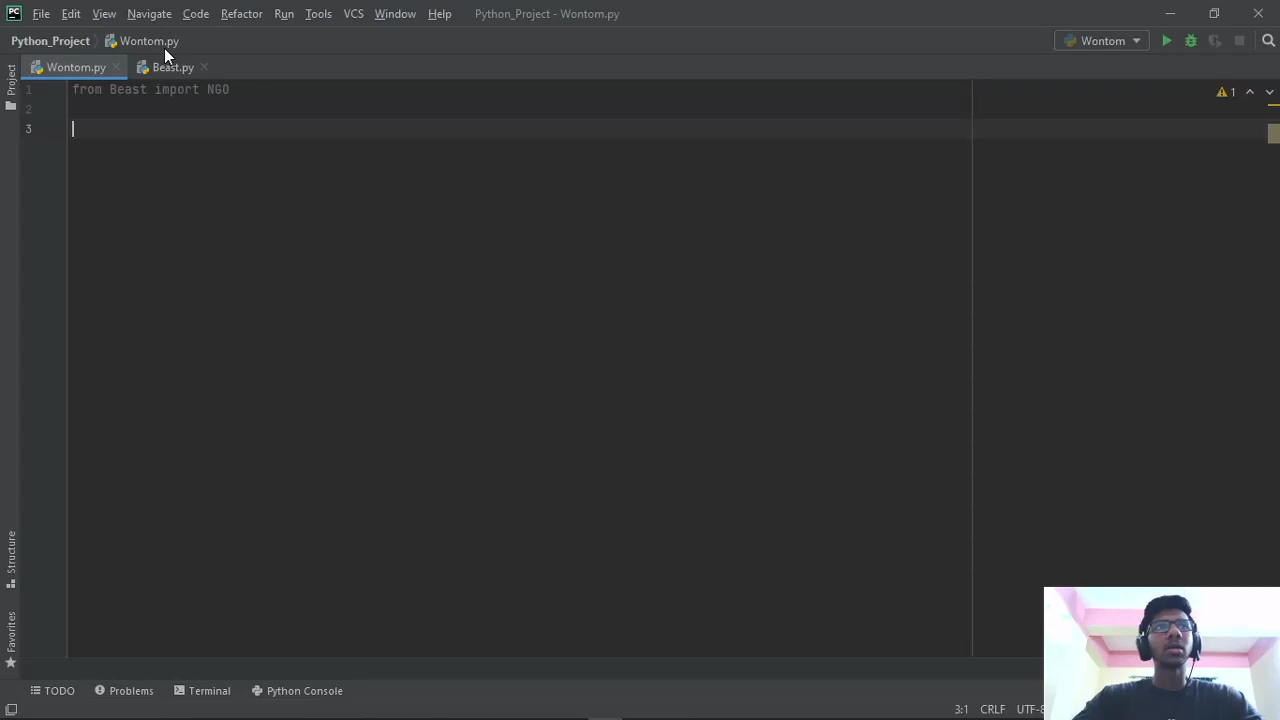 PC File Edit View Navigate Code Refactor Run Tools VCS Window Help Python_Project - Wontom.py
Python_Project Wontom.py Wontom
Wontom.py Beast.py
Project
1 from Beast import NGO 1
2
3
Structure
Favorites
TODO Problems Terminal Python Console
3:1 CRLF